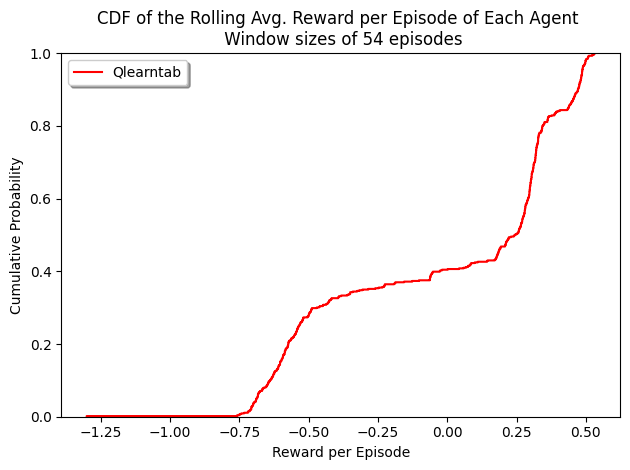 CDF of the Rolling Avg. Reward per Episode of Each Agent
Window sizes of 54 episodes
Qlearntab
Cumulative Probability
1.0
0.8
0.6
0.4
0.2
0.0
−1.25 −1.00 −0.75 −0.50 −0.25 0.00 0.25 0.50
Reward per Episode